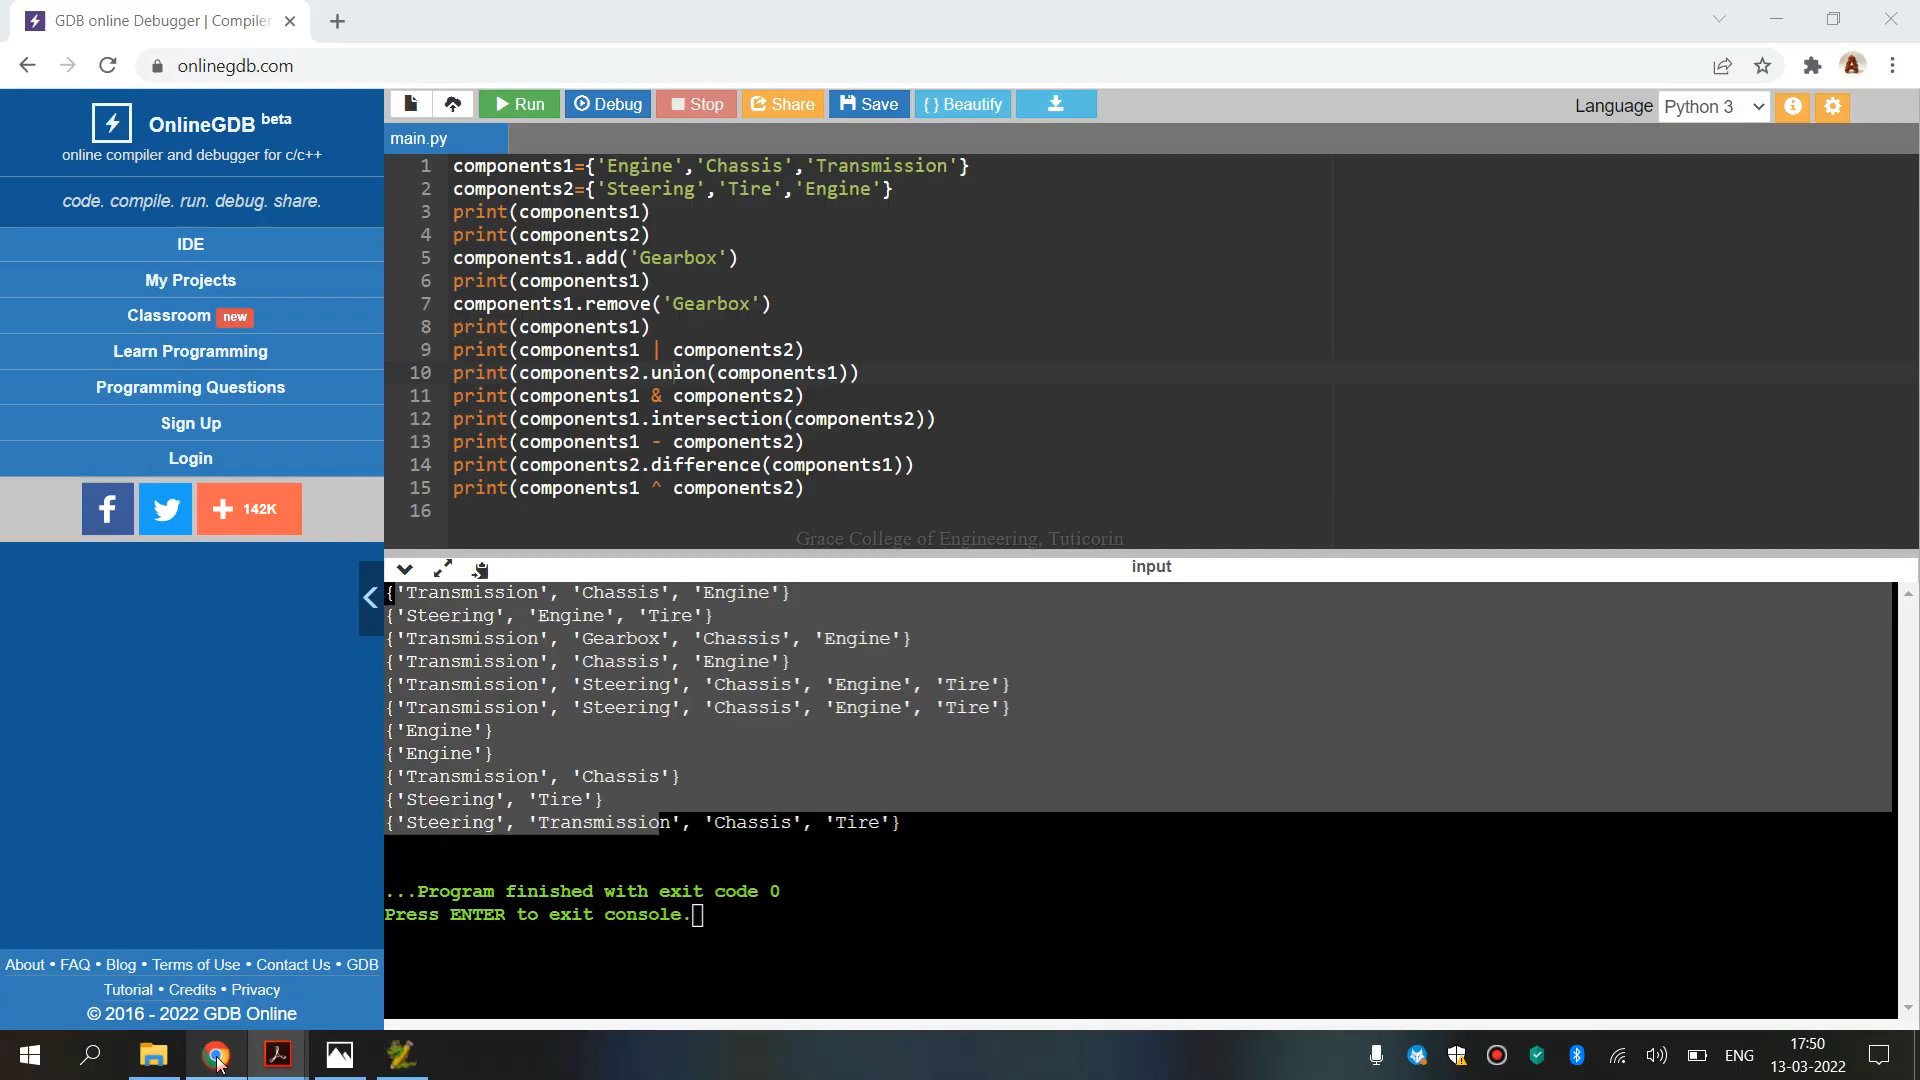 GDB online Debugger | Compiler
onlinegdb.com
OnlineGDB beta
online compiler and debugger for c/c++
code. compile. run. debug. share.
IDE
My Projects
Classroom new
Learn Programming
Programming Questions
Sign Up
Login
142K
About • FAQ • Blog • Terms of Use • Contact Us • GDB
Tutorial • Credits • Privacy
© 2016 - 2022 GDB Online
Run Debug Stop Share Save { } Beautify
Language Python 3
main.py
1 components1={'Engine','Chassis','Transmission'}
2 components2={'Steering','Tire','Engine'}
3 print(components1)
4 print(components2)
5 components1.add('Gearbox')
6 print(components1)
7 components1.remove('Gearbox')
8 print(components1)
9 print(components1 | components2)
10 print(components2.union(components1))
11 print(components1 & components2)
12 print(components1.intersection(components2))
13 print(components1 - components2)
14 print(components2.difference(components1))
15 print(components1 ^ components2)
16
Grace College of Engineering, Tuticorin
input
{'Transmission', 'Chassis', 'Engine'}
{'Steering', 'Engine', 'Tire'}
{'Transmission', 'Gearbox', 'Chassis', 'Engine'}
{'Transmission', 'Chassis', 'Engine'}
{'Transmission', 'Steering', 'Chassis', 'Engine', 'Tire'}
{'Transmission', 'Steering', 'Chassis', 'Engine', 'Tire'}
{'Engine'}
{'Engine'}
{'Transmission', 'Chassis'}
{'Steering', 'Tire'}
{'Steering', 'Transmission', 'Chassis', 'Tire'}
...Program finished with exit code 0
Press ENTER to exit console.
ENG
17:50
13-03-2022